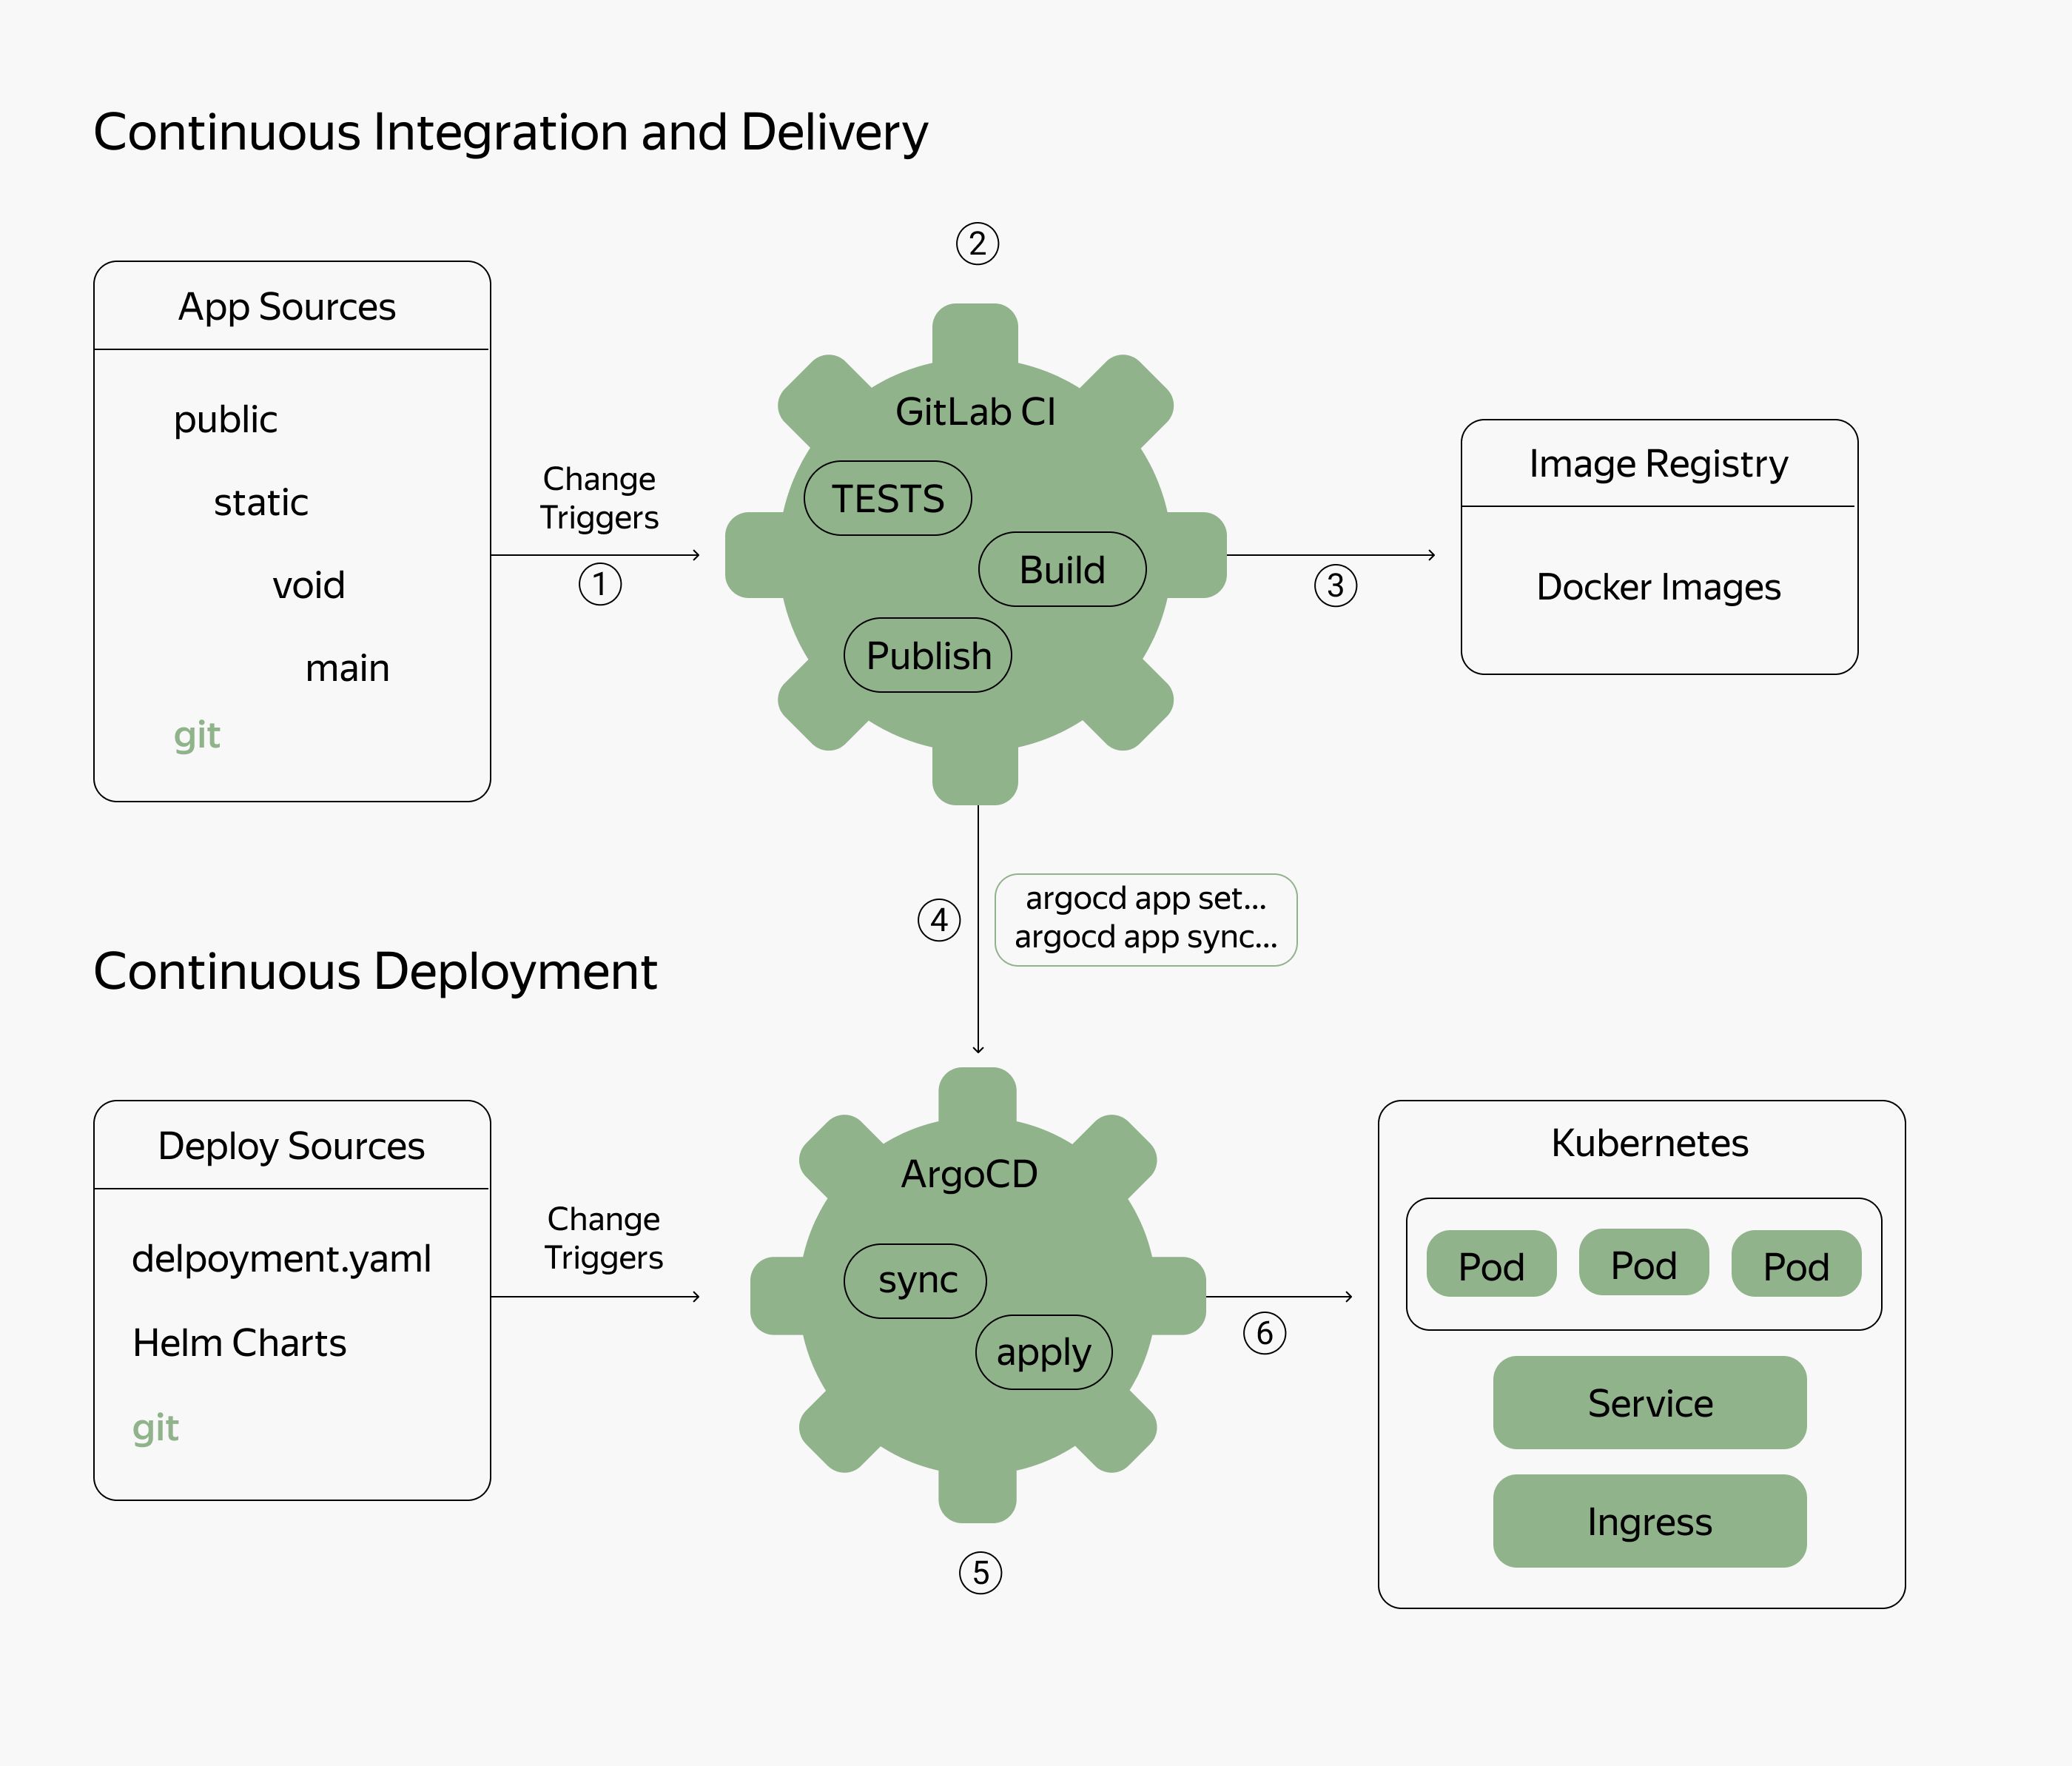 Continuous Integration and Delivery
2
App Sources
public
static
void
main
git
Change
Triggers
1
GitLab CI
TESTS
Build
Publish
3
Image Registry
Docker Images
4
argocd app set...
argocd app sync...
Continuous Deployment
Deploy Sources
delpoyment.yaml
Helm Charts
git
Change
Triggers
ArgoCD
sync
apply
5
6
Kubernetes
Pod Pod Pod
Service
Ingress